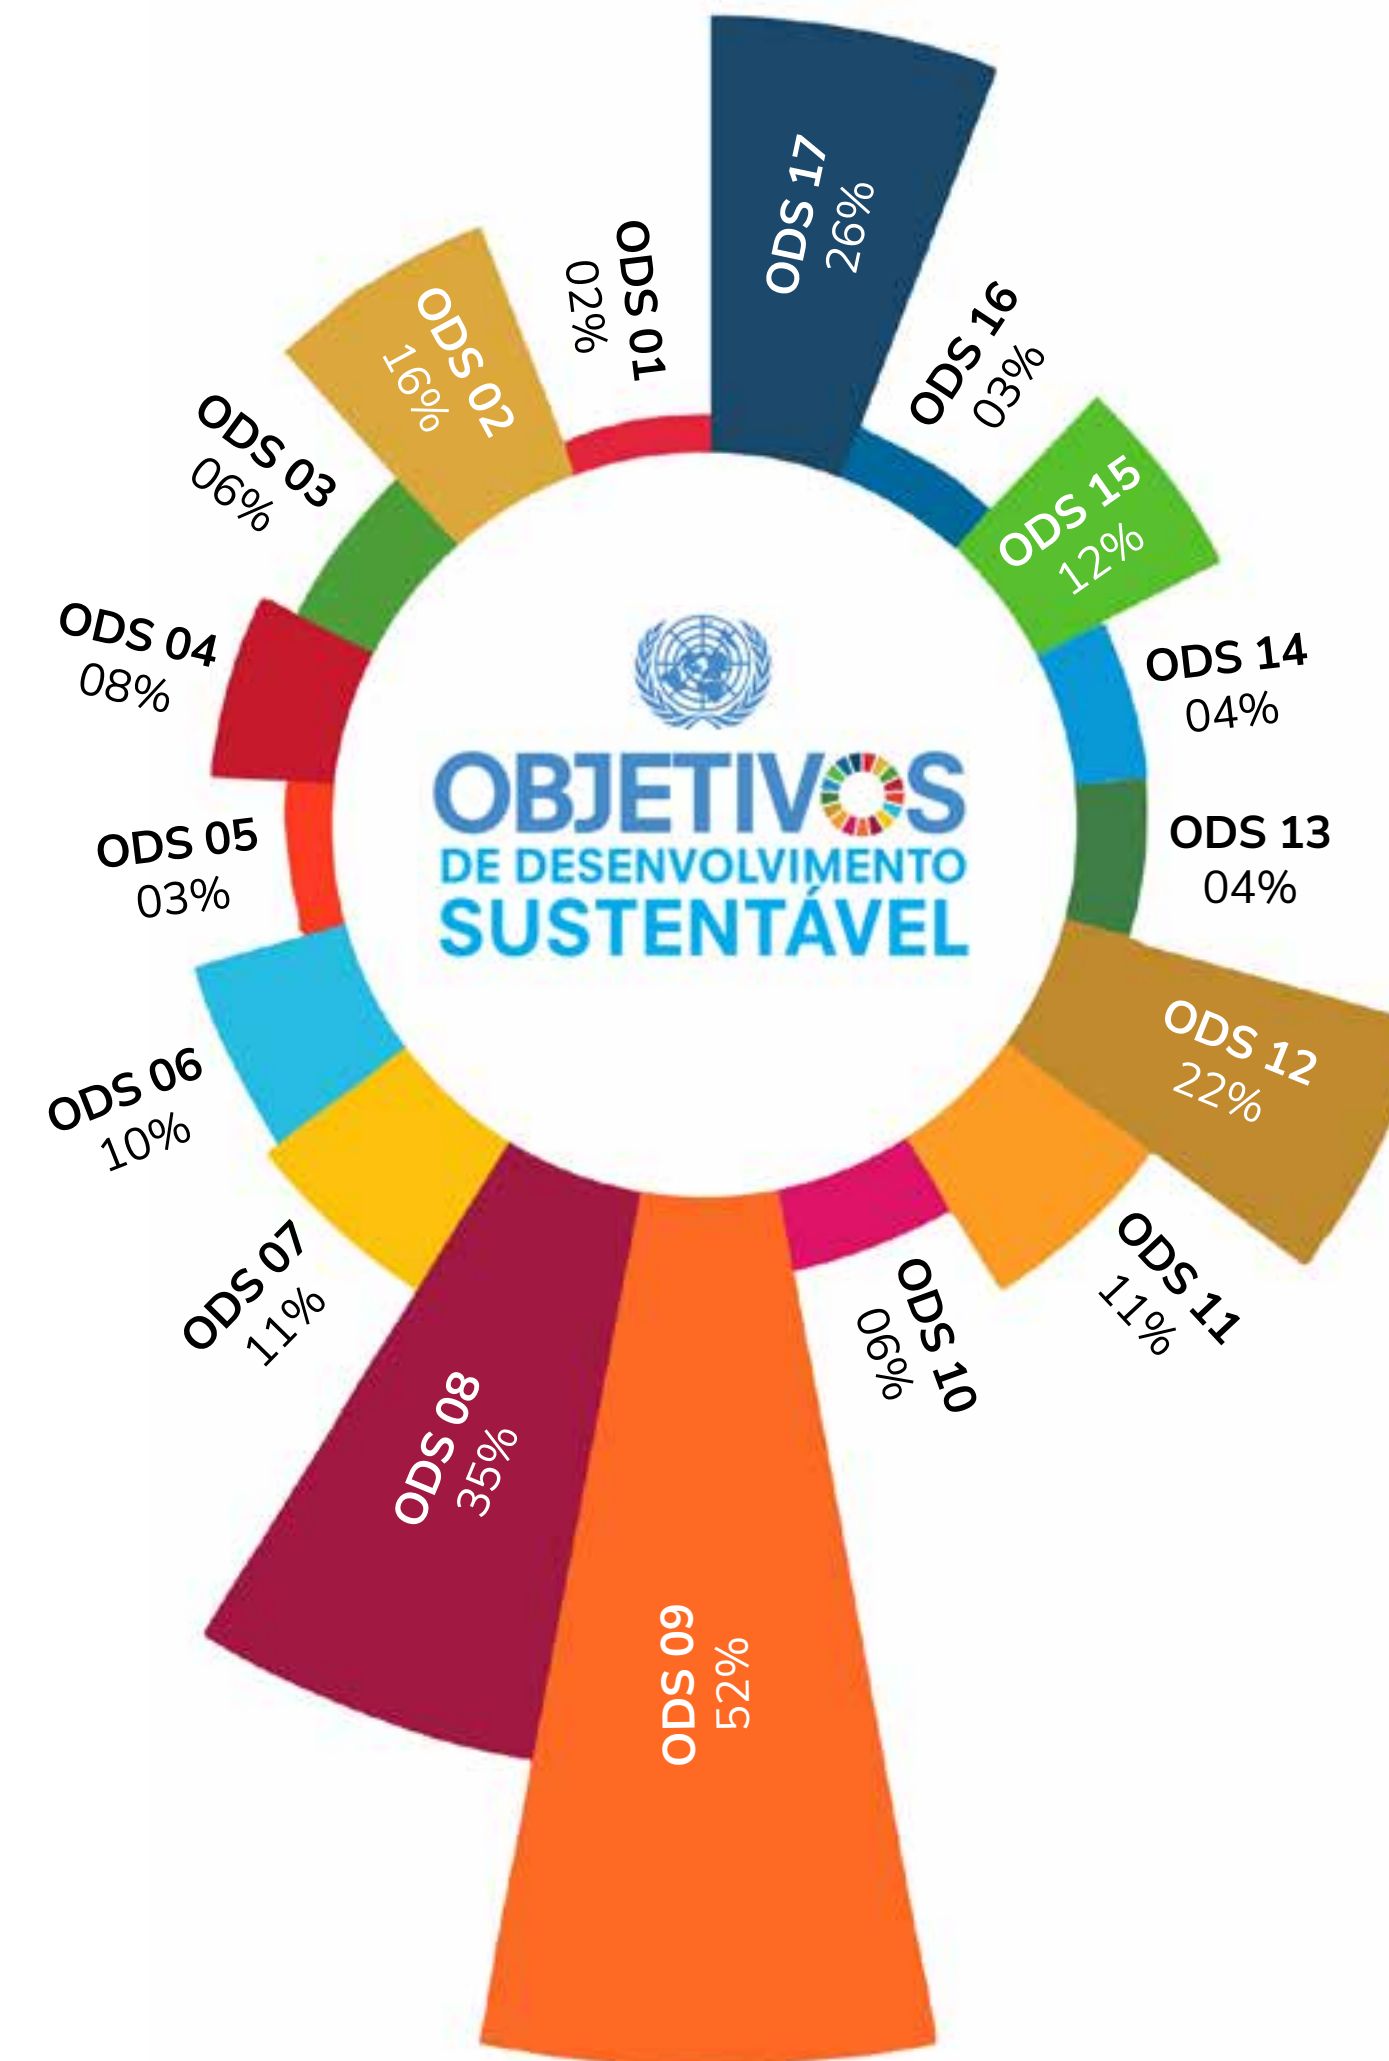 ODS 17
26%
ODS 16
03%
ODS 15
12%
ODS 14
04%
ODS 13
04%
ODS 12
22%
ODS 11
11%
ODS 10
06%
ODS 09
52%
ODS 08
35%
ODS 07
11%
ODS 06
10%
ODS 05
03%
ODS 04
08%
ODS 03
06%
ODS 02
16%
ODS 01
02%
OBJETIVOS
DE DESENVOLVIMENTO
SUSTENTÁVEL